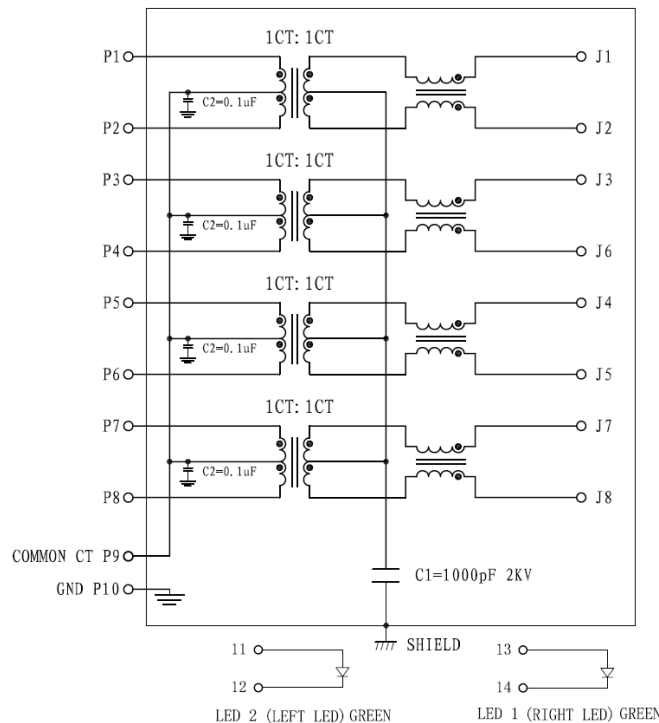 1CT: 1CT
P1 J1
C2=0.1uF
P2 J2
1CT: 1CT
P3 J3
C2=0.1uF
P4 J6
1CT: 1CT
P5 J4
C2=0.1uF
P6 J5
1CT: 1CT
P7 J7
C2=0.1uF
P8 J8
COMMON CT P9
C1=1000pF 2KV
GND P10
SHIELD
11 13
12 14
LED 2 (LEFT LED) GREEN LED 1 (RIGHT LED) GREEN